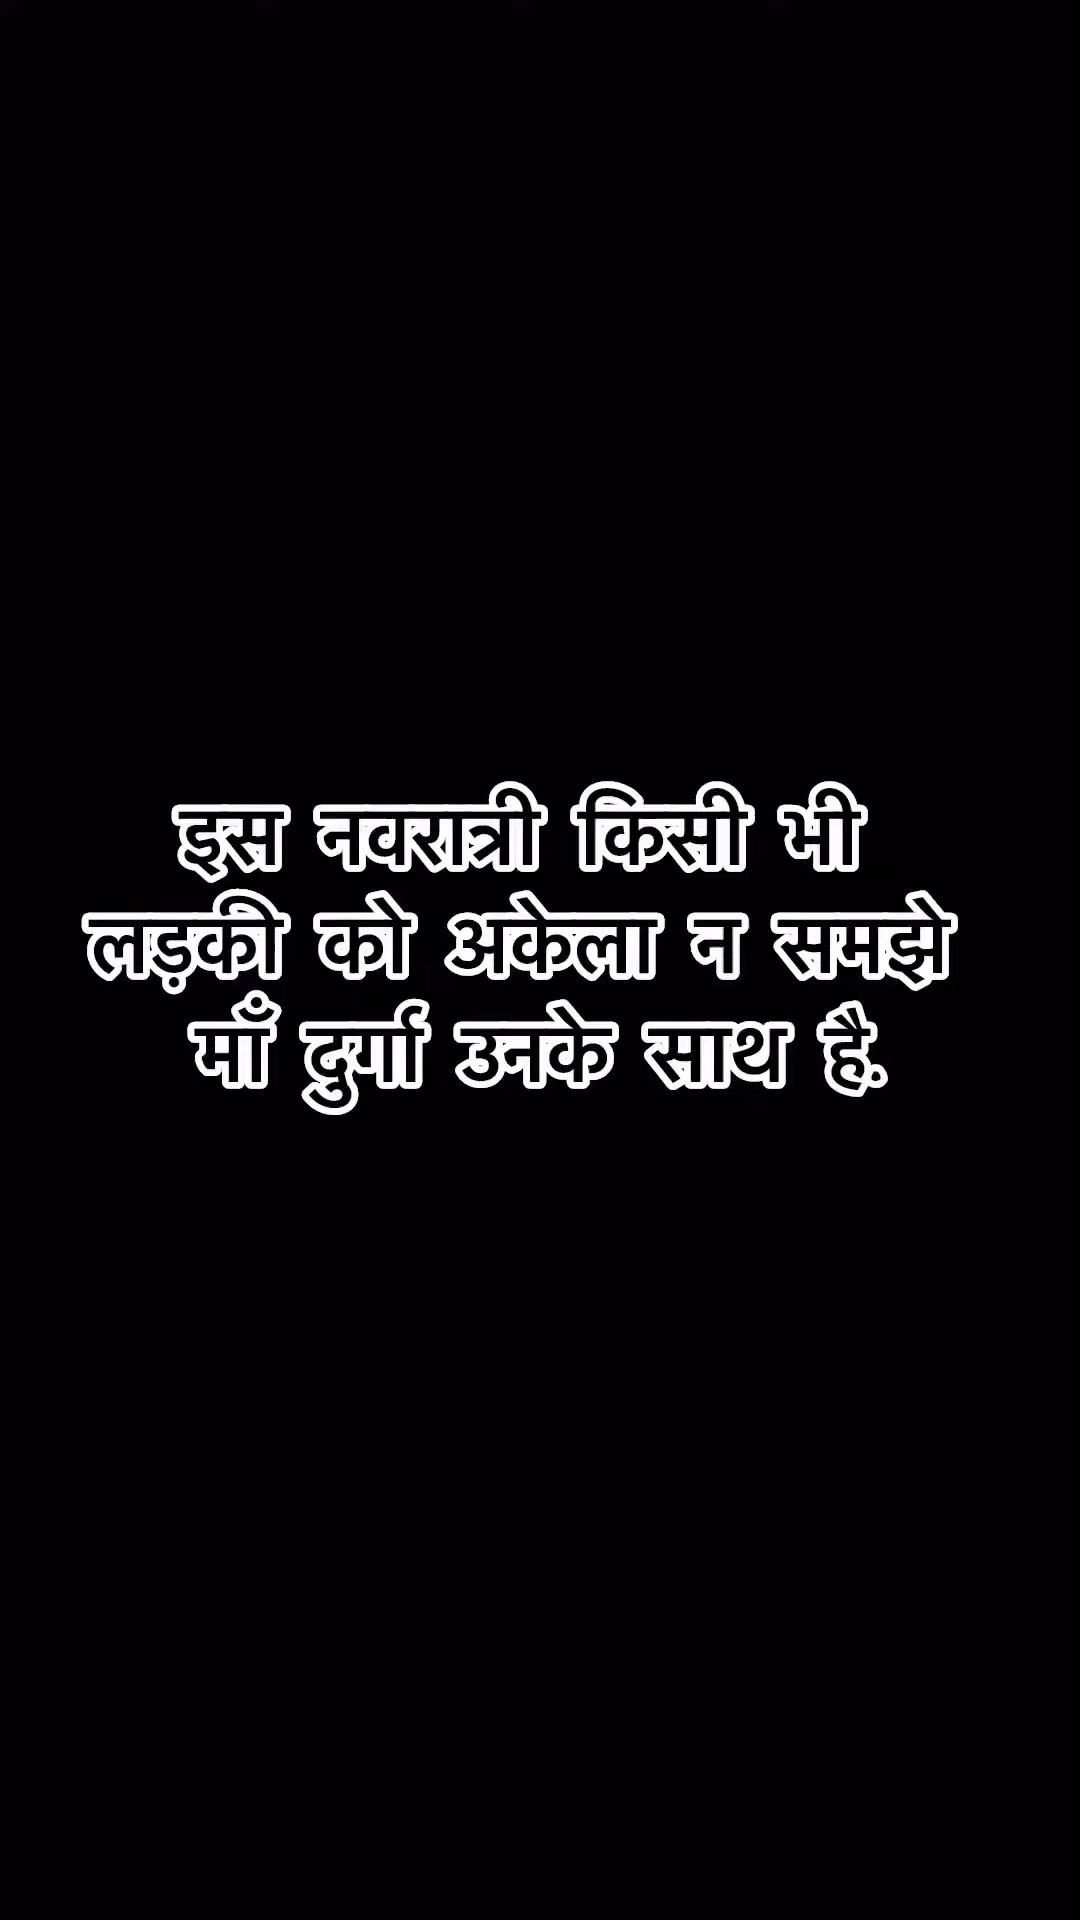 इस नवरात्री किसी भी
लड़की को अकेला न समझे
माँ दुर्गा उनके साथ है.